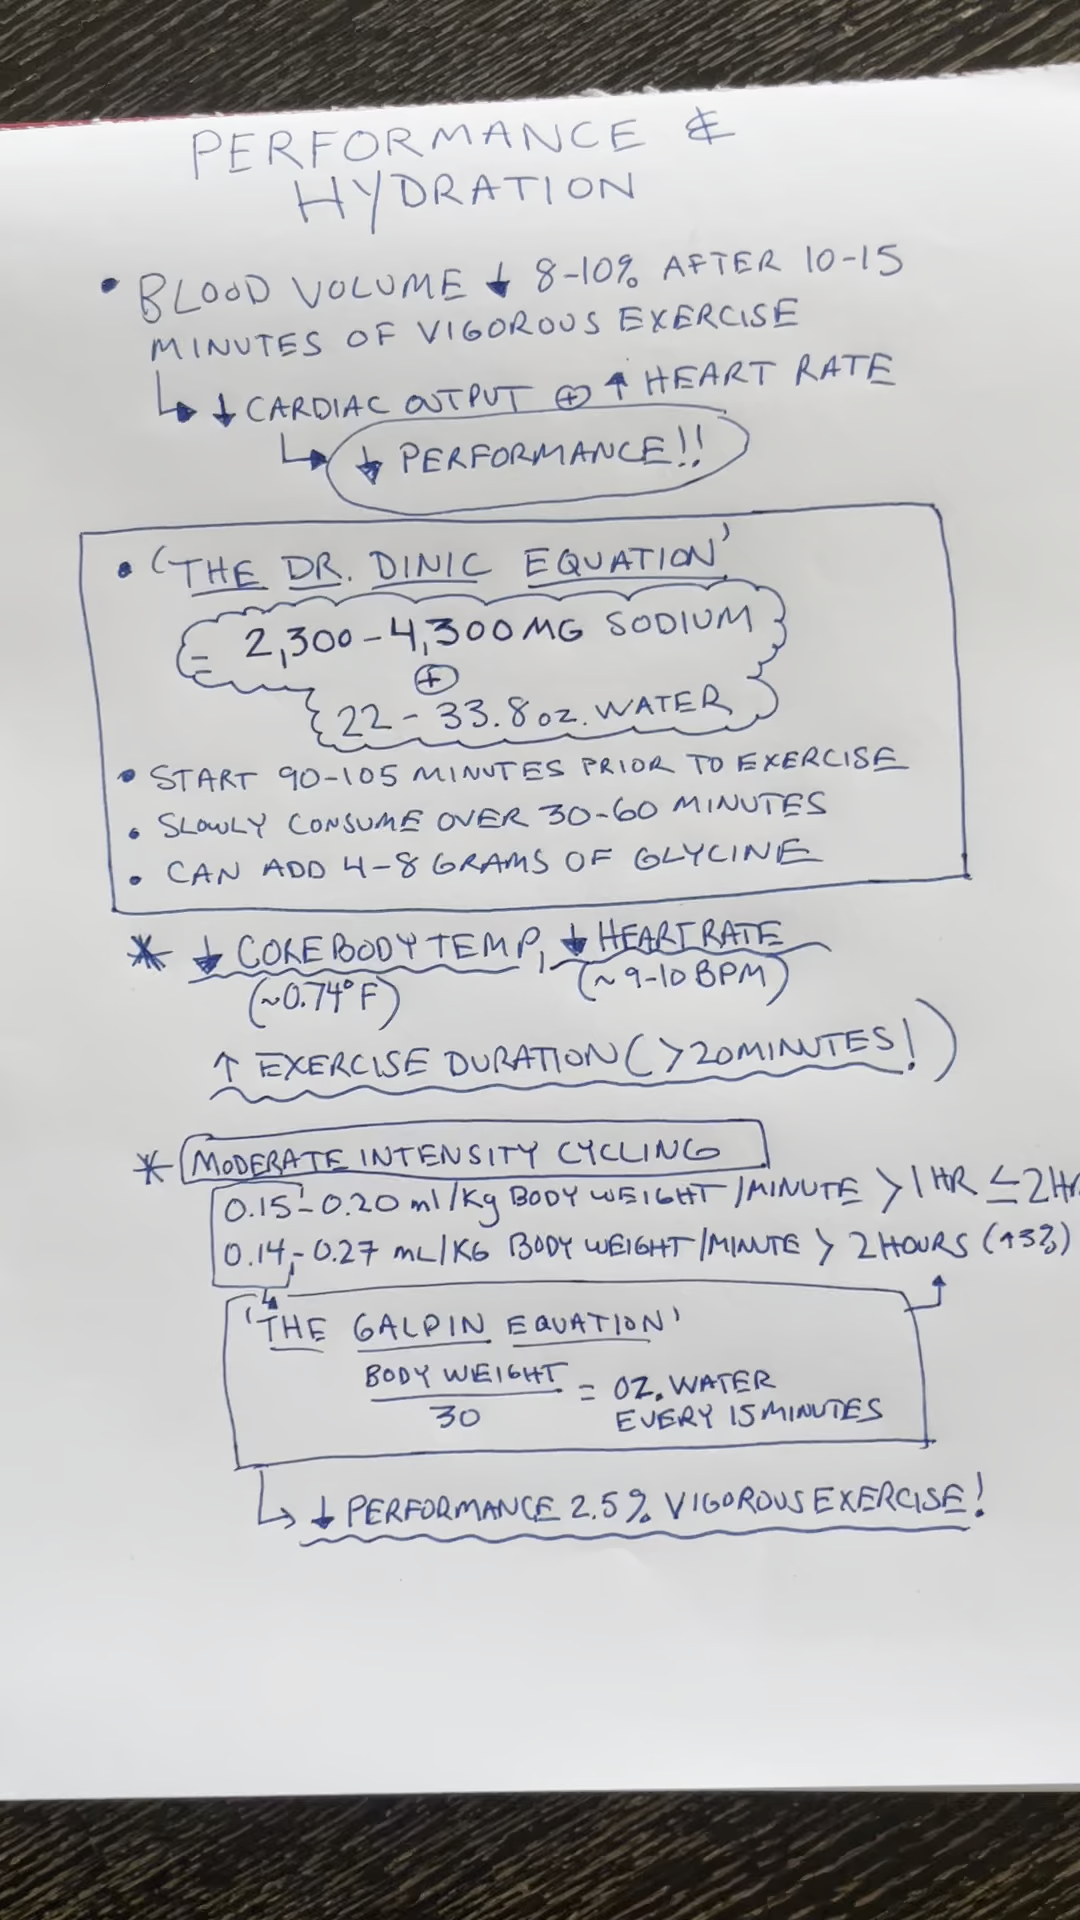 PERFORMANCE &
HYDRATION
• BLOOD VOLUME ↓ 8-10% AFTER 10-15
MINUTES OF VIGOROUS EXERCISE
↳ ↓ CARDIAC OUTPUT ⊕ ↑ HEART RATE
↳ ↓ PERFORMANCE!!
• 'THE DR. DINIC EQUATION'
= 2,300-4,300MG SODIUM
⊕
22-33.8 OZ. WATER
• START 90-105 MINUTES PRIOR TO EXERCISE
• SLOWLY CONSUME OVER 30-60 MINUTES
• CAN ADD 4-8 GRAMS OF GLYCINE
* ↓ CORE BODY TEMP, ↓ HEART RATE
(~0.74°F) (~9-10 BPM)
↑ EXERCISE DURATION (>20 MINUTES!)
* MODERATE INTENSITY CYCLING
0.15-0.20 ml/Kg BODY WEIGHT/MINUTE > 1 HR ≤ 2 HR
0.14-0.27 mL/KG BODY WEIGHT/MINUTE > 2 HOURS (↑3%)
'THE GALPIN EQUATION'
BODY WEIGHT
30
= OZ. WATER
EVERY 15 MINUTES
↳ ↓ PERFORMANCE 2.5% VIGOROUS EXERCISE!